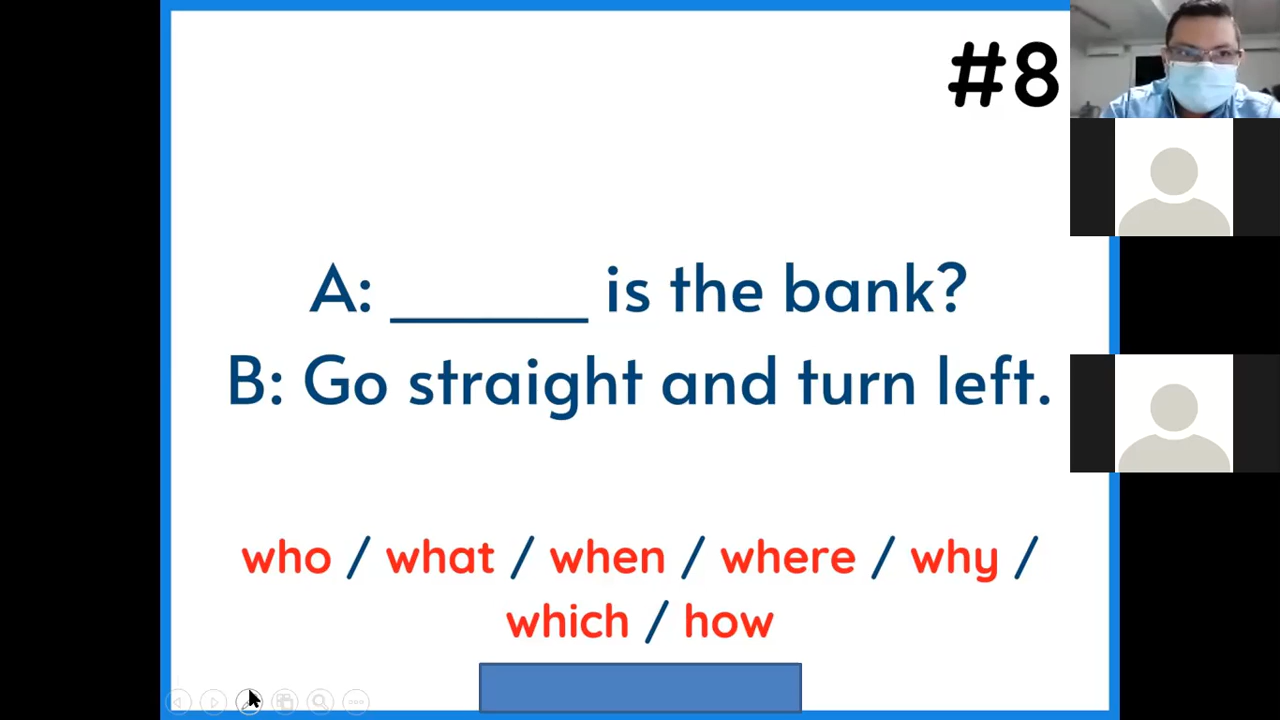 #8
A: ______ is the bank?
B: Go straight and turn left.
who / what / when / where / why /
which / how